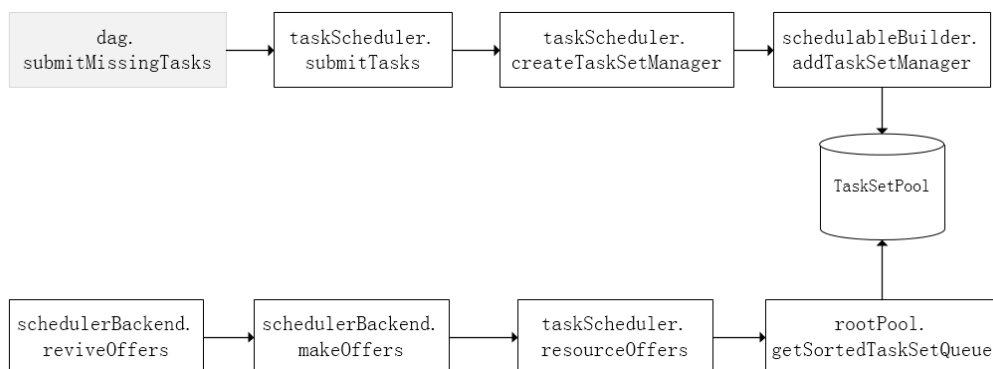 dag.
submitMissingTasks
taskScheduler.
submitTasks
taskScheduler.
createTaskSetManager
schedulableBuilder.
addTaskSetManager
TaskSetPool
schedulerBackend.
reviveOffers
schedulerBackend.
makeOffers
taskScheduler.
resourceOffers
rootPool.
getSortedTaskSetQueue